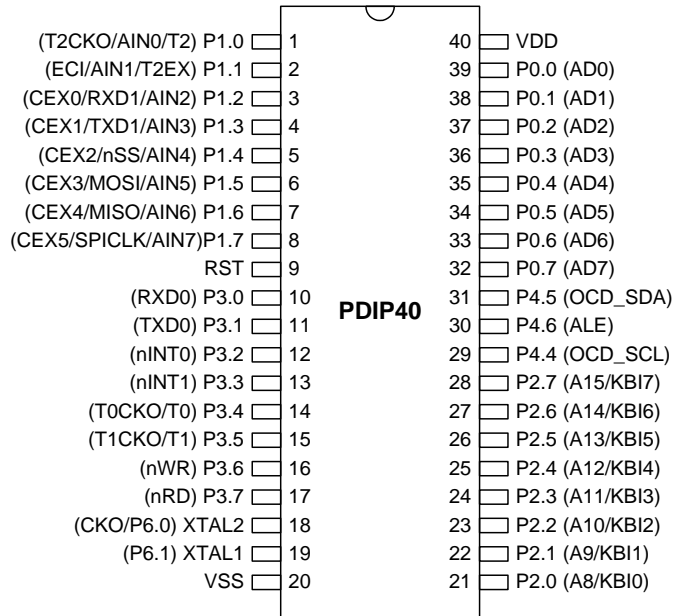 (T2CKO/AIN0/T2) P1.0 1 40 VDD
(ECI/AIN1/T2EX) P1.1 2 39 P0.0 (AD0)
(CEX0/RXD1/AIN2) P1.2 3 38 P0.1 (AD1)
(CEX1/TXD1/AIN3) P1.3 4 37 P0.2 (AD2)
(CEX2/nSS/AIN4) P1.4 5 36 P0.3 (AD3)
(CEX3/MOSI/AIN5) P1.5 6 35 P0.4 (AD4)
(CEX4/MISO/AIN6) P1.6 7 34 P0.5 (AD5)
(CEX5/SPICLK/AIN7)P1.7 8 33 P0.6 (AD6)
RST 9 32 P0.7 (AD7)
(RXD0) P3.0 10 PDIP40 31 P4.5 (OCD_SDA)
(TXD0) P3.1 11 30 P4.6 (ALE)
(nINT0) P3.2 12 29 P4.4 (OCD_SCL)
(nINT1) P3.3 13 28 P2.7 (A15/KBI7)
(T0CKO/T0) P3.4 14 27 P2.6 (A14/KBI6)
(T1CKO/T1) P3.5 15 26 P2.5 (A13/KBI5)
(nWR) P3.6 16 25 P2.4 (A12/KBI4)
(nRD) P3.7 17 24 P2.3 (A11/KBI3)
(CKO/P6.0) XTAL2 18 23 P2.2 (A10/KBI2)
(P6.1) XTAL1 19 22 P2.1 (A9/KBI1)
VSS 20 21 P2.0 (A8/KBI0)